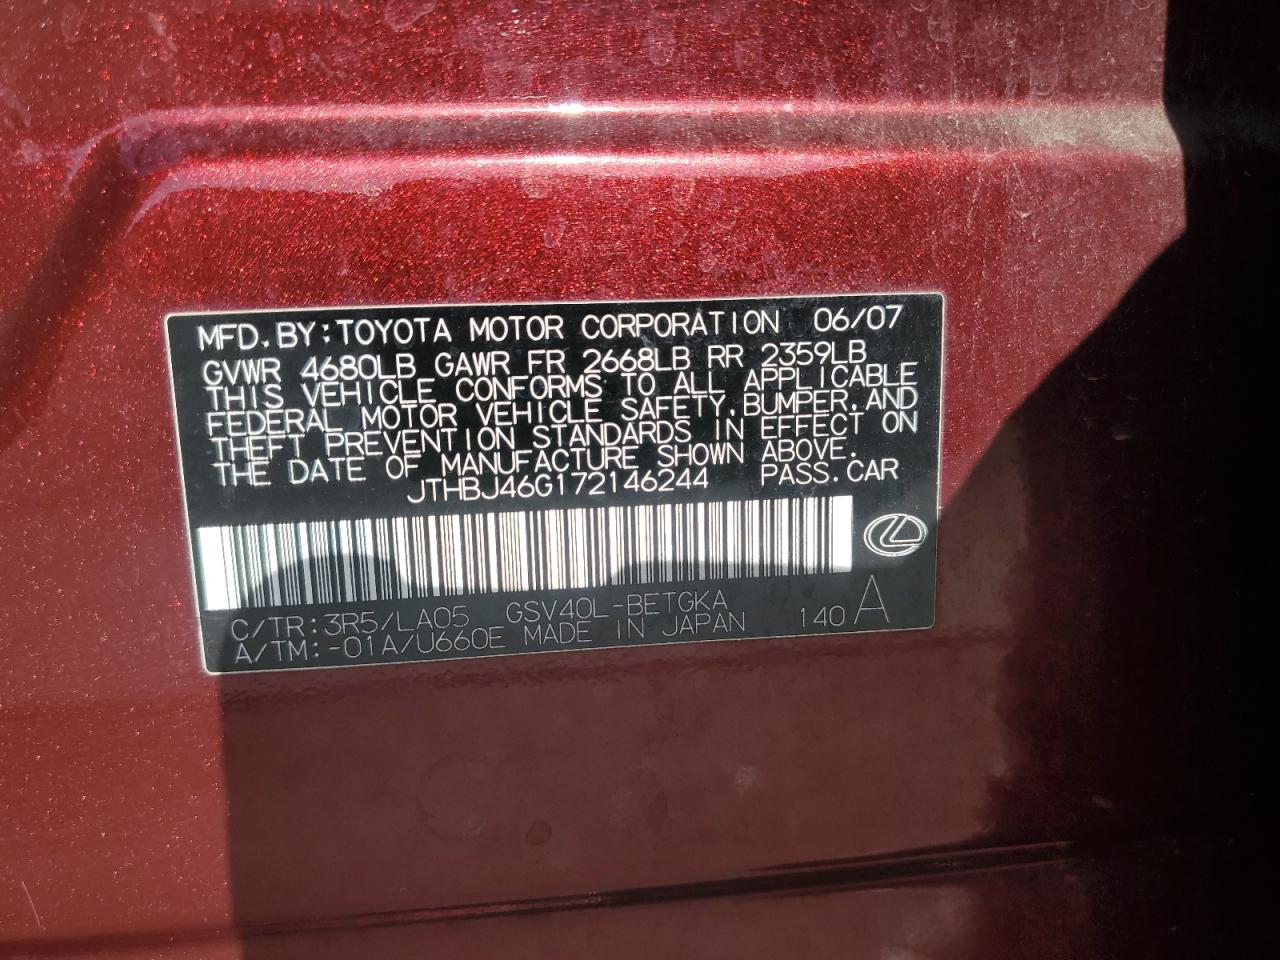 MFD. BY: TOYOTA MOTOR CORPORATION 06/07
GVWR 4680LB GAWR FR 2668LB RR 2359LB
THIS VEHICLE CONFORMS TO ALL APPLICABLE
FEDERAL MOTOR VEHICLE SAFETY, BUMPER, AND
THEFT PREVENTION STANDARDS IN EFFECT ON
THE DATE OF MANUFACTURE SHOWN ABOVE.
JTHBJ46G172146244 PASS. CAR
C/TR: 3R5/LA05 GSV40L-BETGKA 140 A
A/TM: -01A/U660E MADE IN JAPAN